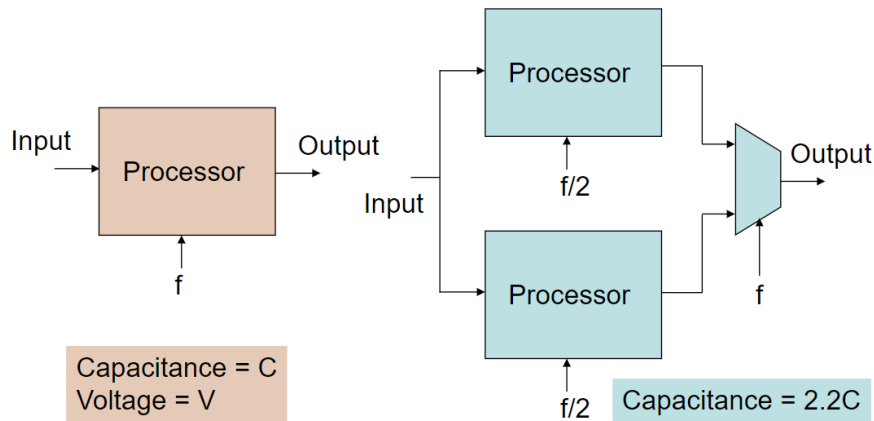 Input
Processor
Output
f
Capacitance = C
Voltage = V
Processor
f/2
Input
Processor
f/2
Output
f
Capacitance = 2.2C